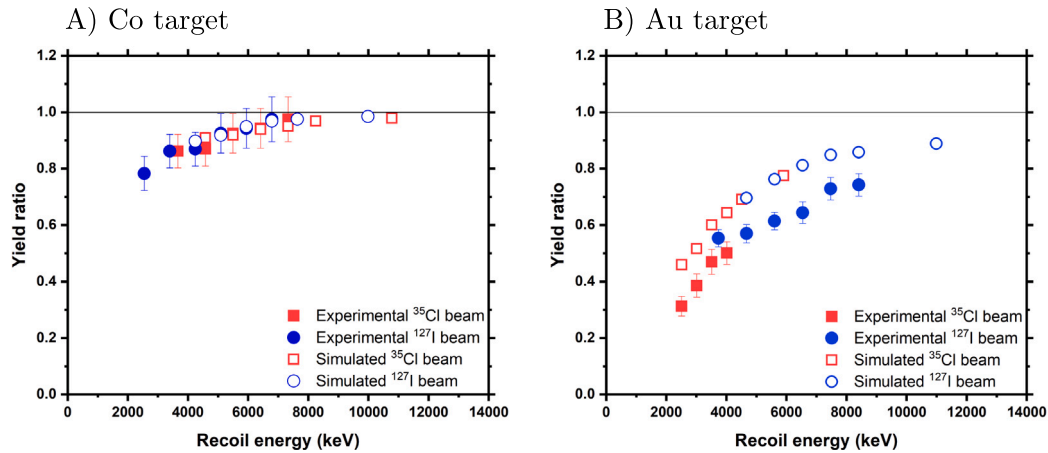 A) Co target
1.2
1.0
0.8
0.6
0.4
0.2
0.0
Yield ratio
Experimental ³⁵Cl beam
Experimental ¹²⁷I beam
Simulated ³⁵Cl beam
Simulated ¹²⁷I beam
0 2000 4000 6000 8000 10000 12000 14000
Recoil energy (keV)
B) Au target
1.2
1.0
0.8
0.6
0.4
0.2
0.0
Yield ratio
Experimental ³⁵Cl beam
Experimental ¹²⁷I beam
Simulated ³⁵Cl beam
Simulated ¹²⁷I beam
0 2000 4000 6000 8000 10000 12000 14000
Recoil energy (keV)